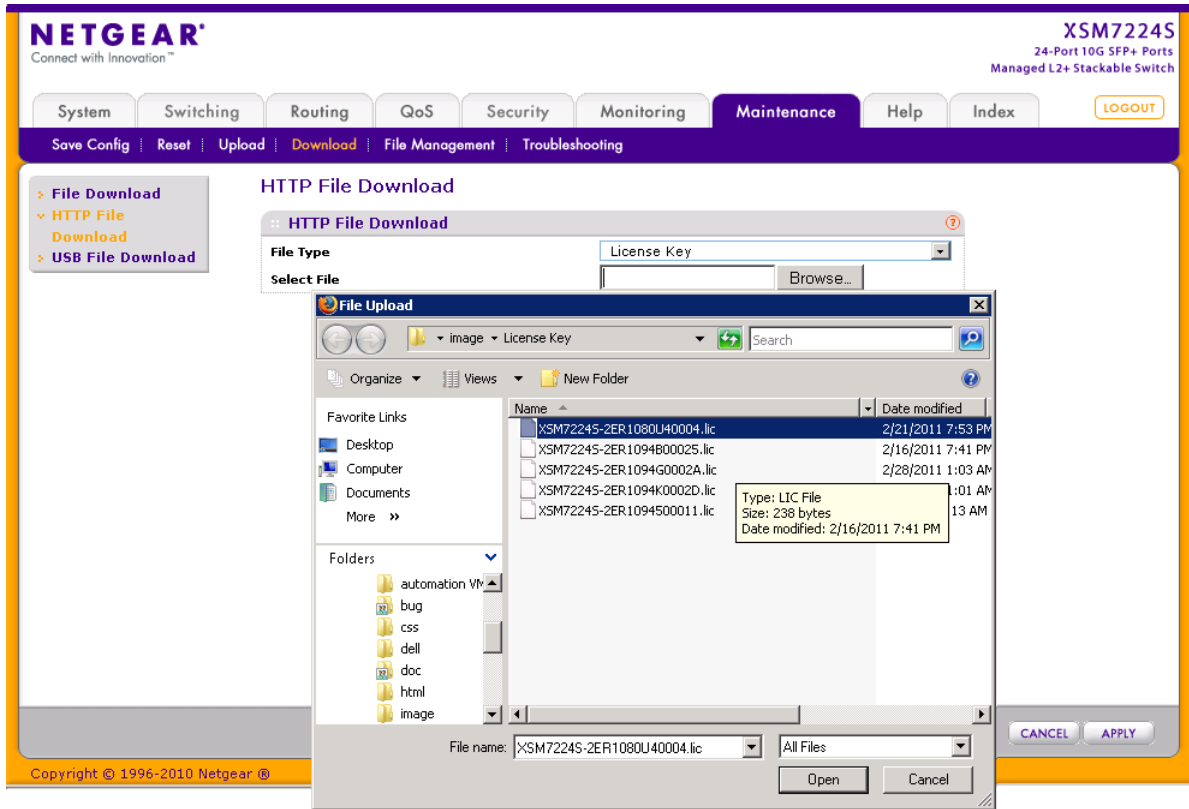 NETGEAR®
Connect with Innovation™
XSM7224S
24-Port 10G SFP+ Ports
Managed L2+ Stackable Switch
System Switching Routing QoS Security Monitoring Maintenance Help Index LOGOUT
Save Config Reset Upload Download File Management Troubleshooting
File Download
HTTP File
Download
USB File Download
HTTP File Download
HTTP File Download ?
File Type License Key
Select File Browse...
File Upload
image License Key Search
Organize Views New Folder
Favorite Links
Desktop
Computer
Documents
More »
Folders
automation VM
bug
css
dell
doc
html
image
Name Date modified
XSM7224S-2ER1080U40004.lic 2/21/2011 7:53 PM
XSM7224S-2ER1094B00025.lic 2/16/2011 7:41 PM
XSM7224S-2ER1094G0002A.lic 2/28/2011 1:03 AM
XSM7224S-2ER1094K0002D.lic 1:01 AM
XSM7224S-2ER1094500011.lic 13 AM
Type: LIC File
Size: 238 bytes
Date modified: 2/16/2011 7:41 PM
File name: XSM7224S-2ER1080U40004.lic All Files
Open Cancel
CANCEL APPLY
Copyright © 1996-2010 Netgear ®